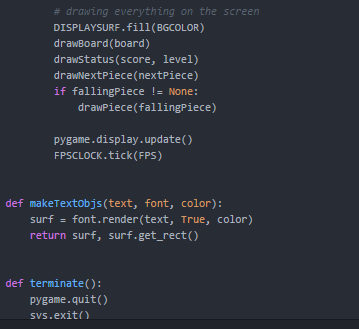 # drawing everything on the screen
DISPLAYSURF.fill(BGCOLOR)
drawBoard(board)
drawStatus(score, level)
drawNextPiece(nextPiece)
if fallingPiece != None:
drawPiece(fallingPiece)
pygame.display.update()
FPSCLOCK.tick(FPS)
def makeTextObjs(text, font, color):
surf = font.render(text, True, color)
return surf, surf.get_rect()
def terminate():
pygame.quit()
sys.exit()